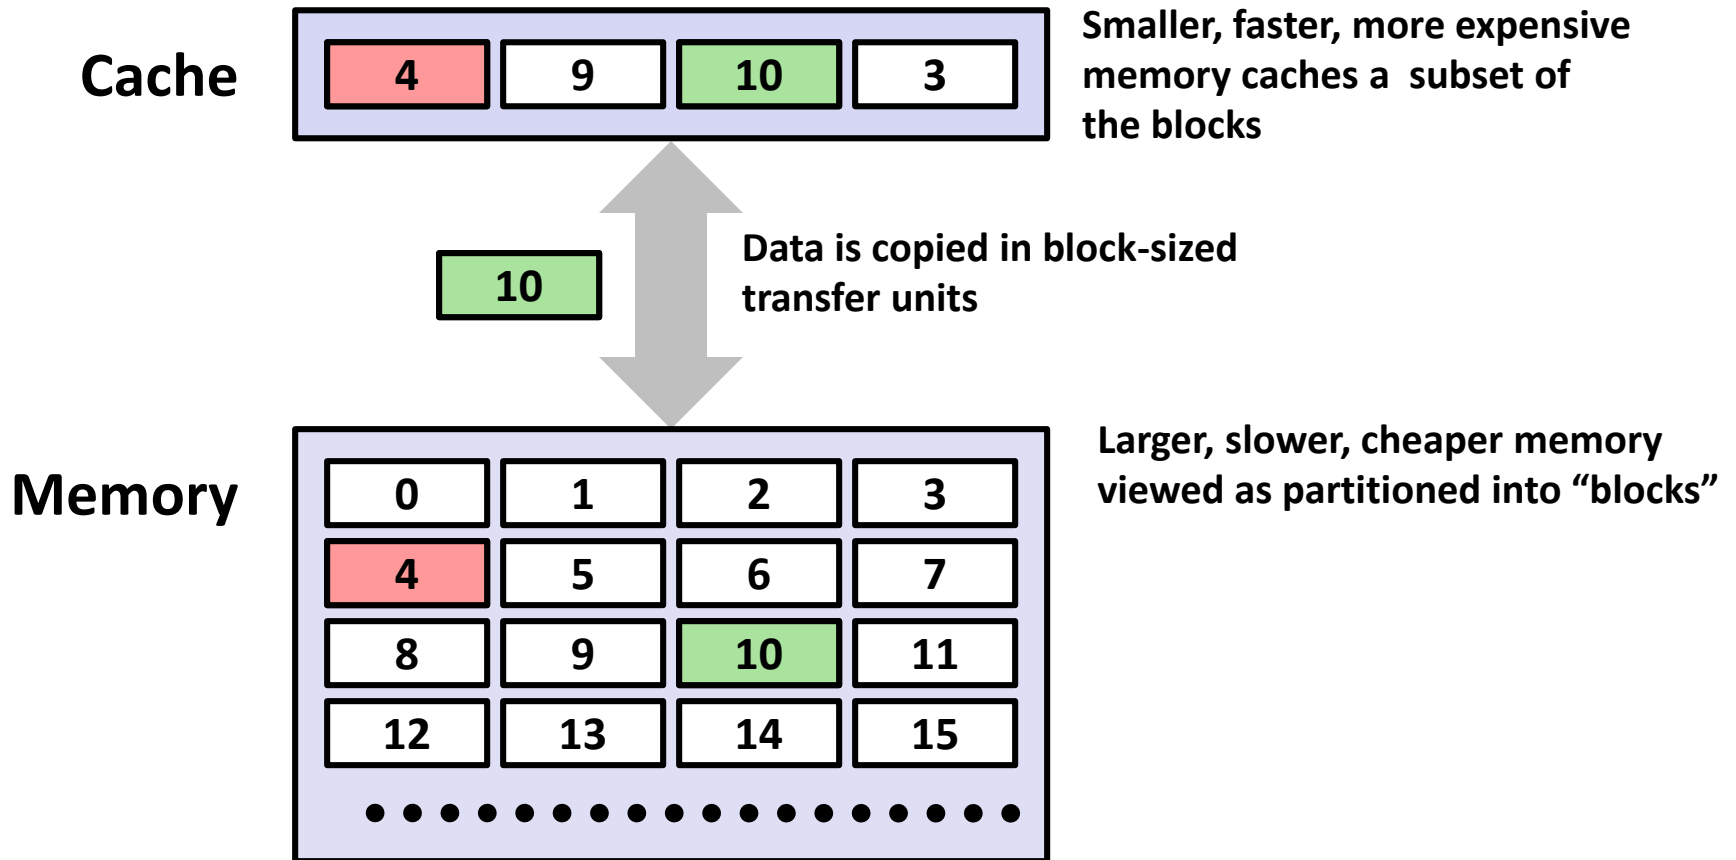 Cache
4 9 10 3
Smaller, faster, more expensive
memory caches a  subset of
the blocks
10
Data is copied in block-sized
transfer units
Memory
Larger, slower, cheaper memory
viewed as partitioned into “blocks”
0 1 2 3
4 5 6 7
8 9 10 11
12 13 14 15